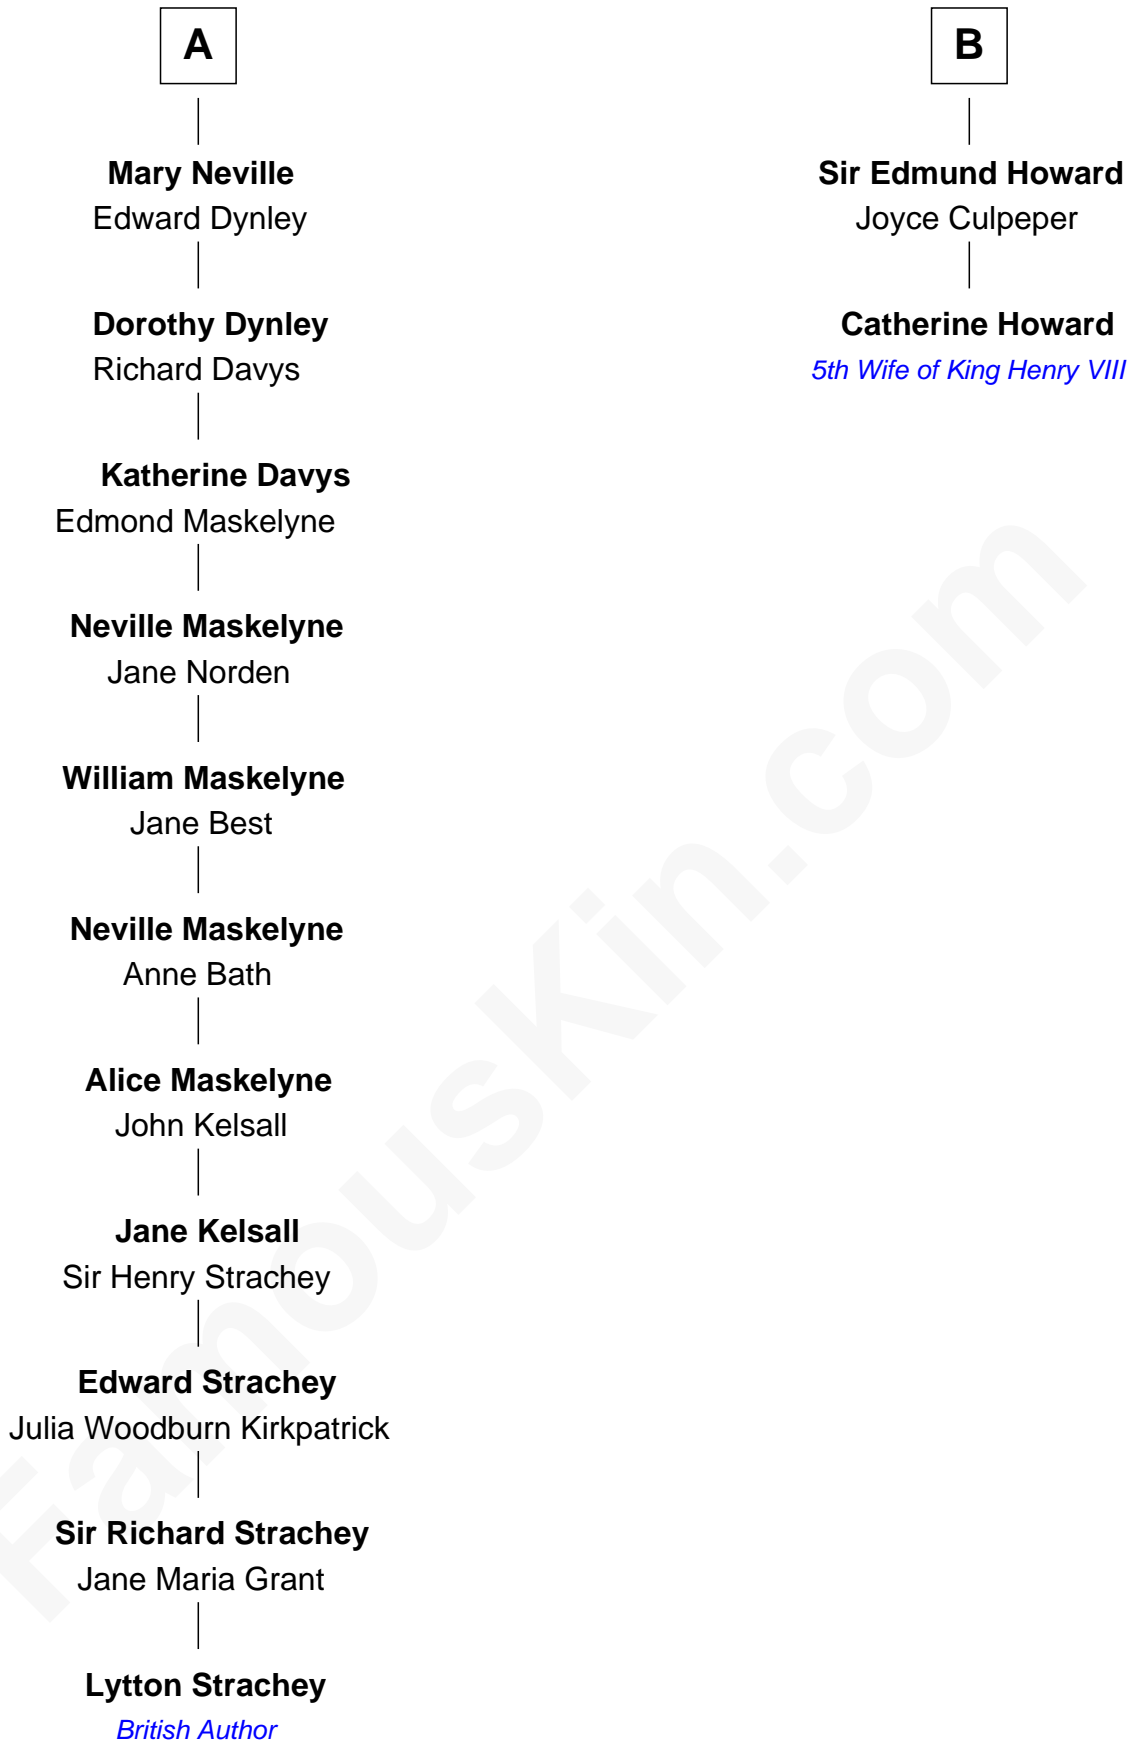 A
Mary Neville
Edward Dynley
Dorothy Dynley
Richard Davys
Katherine Davys
Edmond Maskelyne
Neville Maskelyne
Jane Norden
William Maskelyne
Jane Best
Neville Maskelyne
Anne Bath
Alice Maskelyne
John Kelsall
Jane Kelsall
Sir Henry Strachey
Edward Strachey
Julia Woodburn Kirkpatrick
Sir Richard Strachey
Jane Maria Grant
Lytton Strachey
British Author
B
Sir Edmund Howard
Joyce Culpeper
Catherine Howard
5th Wife of King Henry VIII
FamousKin.com